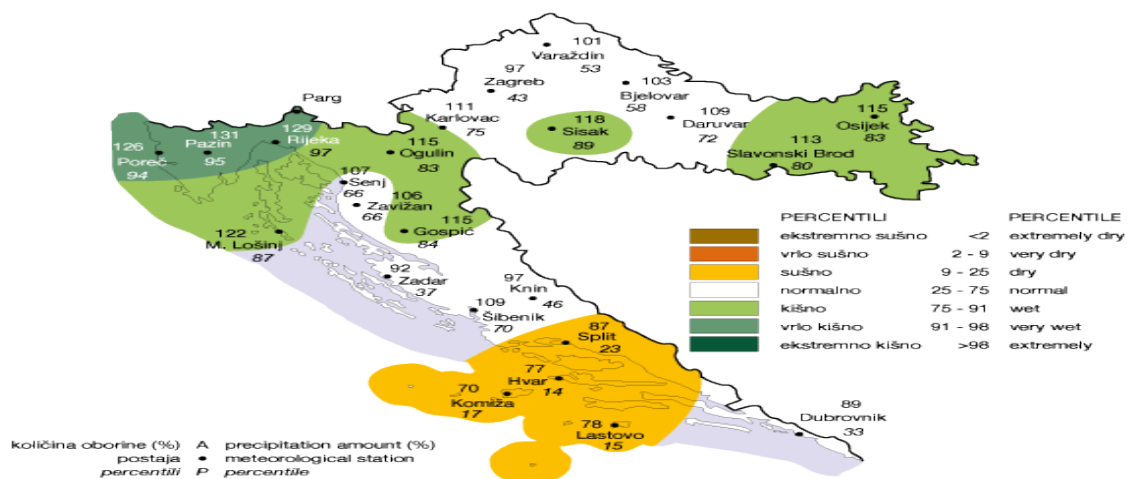 101
Varaždin
53
97
Zagreb
43
103
Bjelovar
58
Parg
111
Karlovac
75
109
Daruvar
72
118
Sisak
89
115
Osijek
83
113
Slavonski Brod
80
126
Poreč
94
131
Pazin
95
129
Rijeka
97
115
Ogulin
83
107
Senj
66
106
Zavižan
66
115
Gospić
84
122
M. Lošinj
87
92
Zadar
37
97
Knin
46
109
Šibenik
70
87
Split
23
77
Hvar
14
70
Komiža
17
78
Lastovo
15
89
Dubrovnik
33
PERCENTILI PERCENTILE
ekstremno sušno <2 extremely dry
vrlo sušno 2 - 9 very dry
sušno 9 - 25 dry
normalno 25 - 75 normal
kišno 75 - 91 wet
vrlo kišno 91 - 98 very wet
ekstremno kišno >98 extremely
količina oborine (%) A precipitation amount (%)
postaja • meteorological station
percentili P percentile